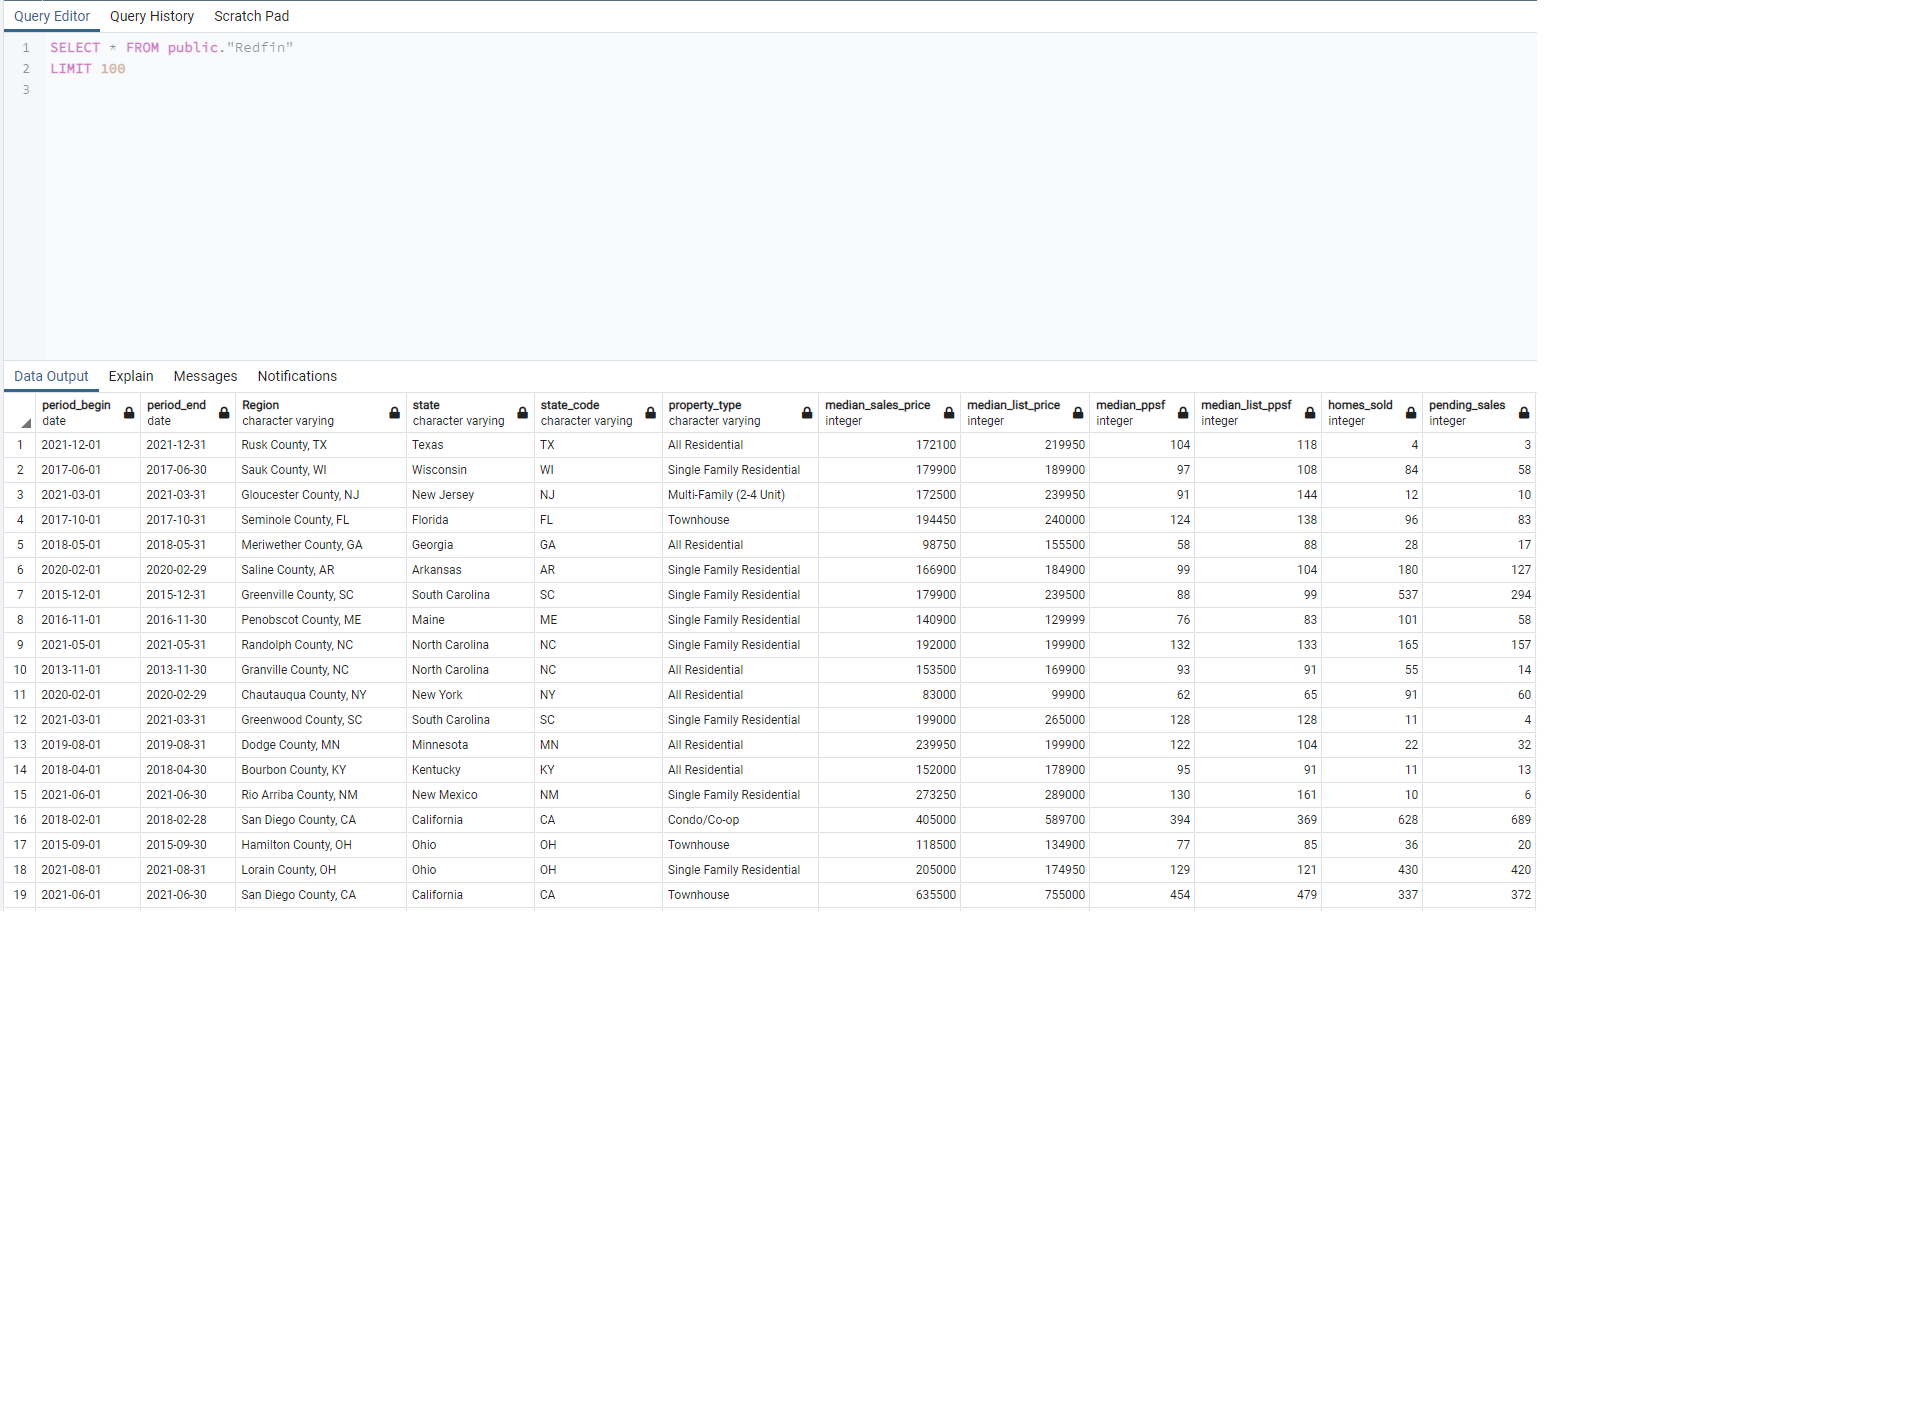 Query Editor Query History Scratch Pad
1 SELECT * FROM public."Redfin"
2 LIMIT 100
3
Data Output Explain Messages Notifications
period_begin period_end Region state state_code property_type median_sales_price median_list_price median_ppsf median_list_ppsf homes_sold pending_sales
date date character varying character varying character varying character varying integer integer integer integer integer integer
1 2021-12-01 2021-12-31 Rusk County, TX Texas TX All Residential 172100 219950 104 118 4 3
2 2017-06-01 2017-06-30 Sauk County, WI Wisconsin WI Single Family Residential 179900 189900 97 108 84 58
3 2021-03-01 2021-03-31 Gloucester County, NJ New Jersey NJ Multi-Family (2-4 Unit) 172500 239950 91 144 12 10
4 2017-10-01 2017-10-31 Seminole County, FL Florida FL Townhouse 194450 240000 124 138 96 83
5 2018-05-01 2018-05-31 Meriwether County, GA Georgia GA All Residential 98750 155500 58 88 28 17
6 2020-02-01 2020-02-29 Saline County, AR Arkansas AR Single Family Residential 166900 184900 99 104 180 127
7 2015-12-01 2015-12-31 Greenville County, SC South Carolina SC Single Family Residential 179900 239500 88 99 537 294
8 2016-11-01 2016-11-30 Penobscot County, ME Maine ME Single Family Residential 140900 129999 76 83 101 58
9 2021-05-01 2021-05-31 Randolph County, NC North Carolina NC Single Family Residential 192000 199900 132 133 165 157
10 2013-11-01 2013-11-30 Granville County, NC North Carolina NC All Residential 153500 169900 93 91 55 14
11 2020-02-01 2020-02-29 Chautauqua County, NY New York NY All Residential 83000 99900 62 65 91 60
12 2021-03-01 2021-03-31 Greenwood County, SC South Carolina SC Single Family Residential 199000 265000 128 128 11 4
13 2019-08-01 2019-08-31 Dodge County, MN Minnesota MN All Residential 239950 199900 122 104 22 32
14 2018-04-01 2018-04-30 Bourbon County, KY Kentucky KY All Residential 152000 178900 95 91 11 13
15 2021-06-01 2021-06-30 Rio Arriba County, NM New Mexico NM Single Family Residential 273250 289000 130 161 10 6
16 2018-02-01 2018-02-28 San Diego County, CA California CA Condo/Co-op 405000 589700 394 369 628 689
17 2015-09-01 2015-09-30 Hamilton County, OH Ohio OH Townhouse 118500 134900 77 85 36 20
18 2021-08-01 2021-08-31 Lorain County, OH Ohio OH Single Family Residential 205000 174950 129 121 430 420
19 2021-06-01 2021-06-30 San Diego County, CA California CA Townhouse 635500 755000 454 479 337 372